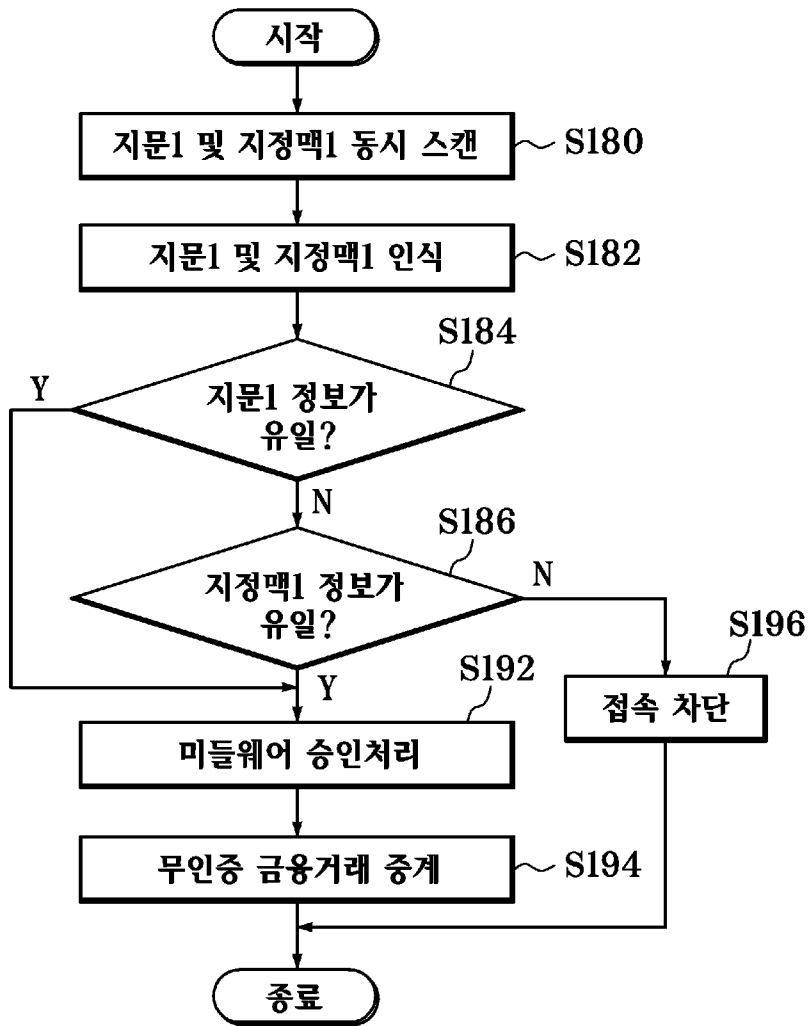 시작
지문1 및 지정맥1 동시 스캔
S180
지문1 및 지정맥1 인식
S182
S184
Y
지문1 정보가
유일?
N
S186
지정맥1 정보가
유일?
N
S196
접속 차단
Y
S192
미들웨어 승인처리
무인증 금융거래 중계
S194
종료